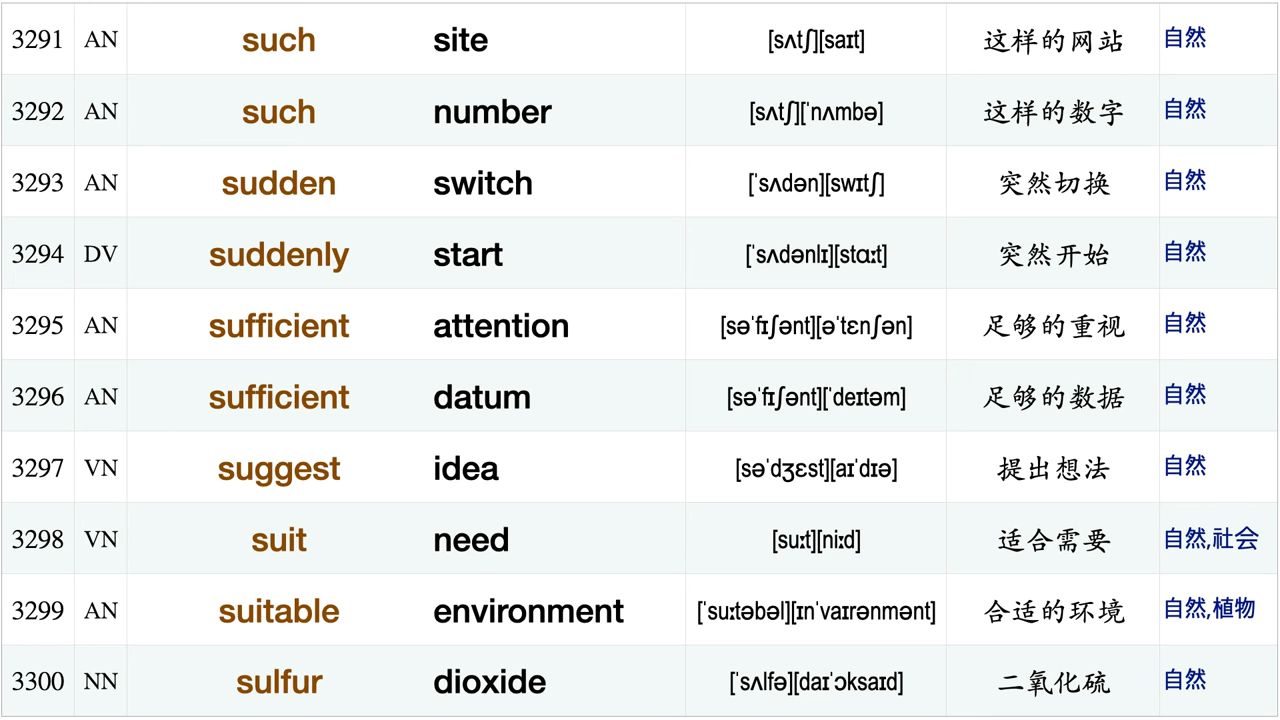 3291 AN such site [sʌtʃ][saɪt] 这样的网站 自然
3292 AN such number [sʌtʃ][ˈnʌmbə] 这样的数字 自然
3293 AN sudden switch [ˈsʌdən][swɪtʃ] 突然切换 自然
3294 DV suddenly start [ˈsʌdənlɪ][stɑːt] 突然开始 自然
3295 AN sufficient attention [səˈfɪʃənt][əˈtɛnʃən] 足够的重视 自然
3296 AN sufficient datum [səˈfɪʃənt][ˈdeɪtəm] 足够的数据 自然
3297 VN suggest idea [səˈdʒɛst][aɪˈdɪə] 提出想法 自然
3298 VN suit need [suːt][niːd] 适合需要 自然,社会
3299 AN suitable environment [ˈsuːtəbəl][ɪnˈvaɪrənmənt] 合适的环境 自然,植物
3300 NN sulfur dioxide [ˈsʌlfə][daɪˈɔksaɪd] 二氧化硫 自然